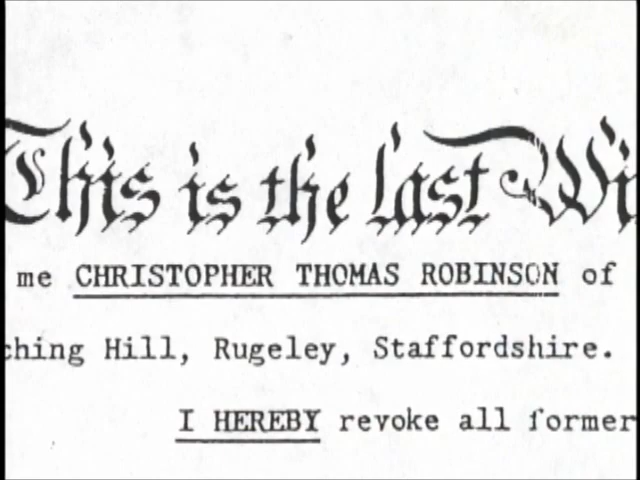 This is the last Wi
me CHRISTOPHER THOMAS ROBINSON of
ching Hill, Rugeley, Staffordshire.
I HEREBY revoke all former